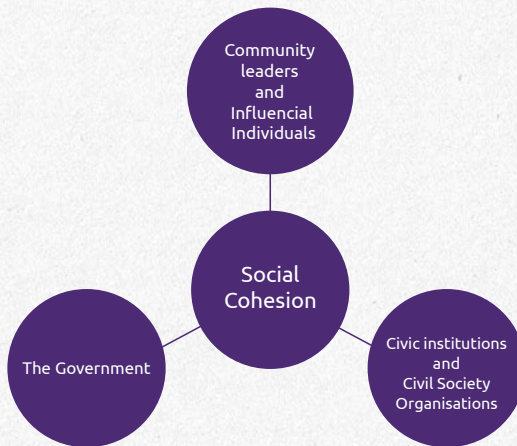 Community
leaders
and
Influencial
Individuals
Social
Cohesion
The Government
Civic institutions
and
Civil Society
Organisations